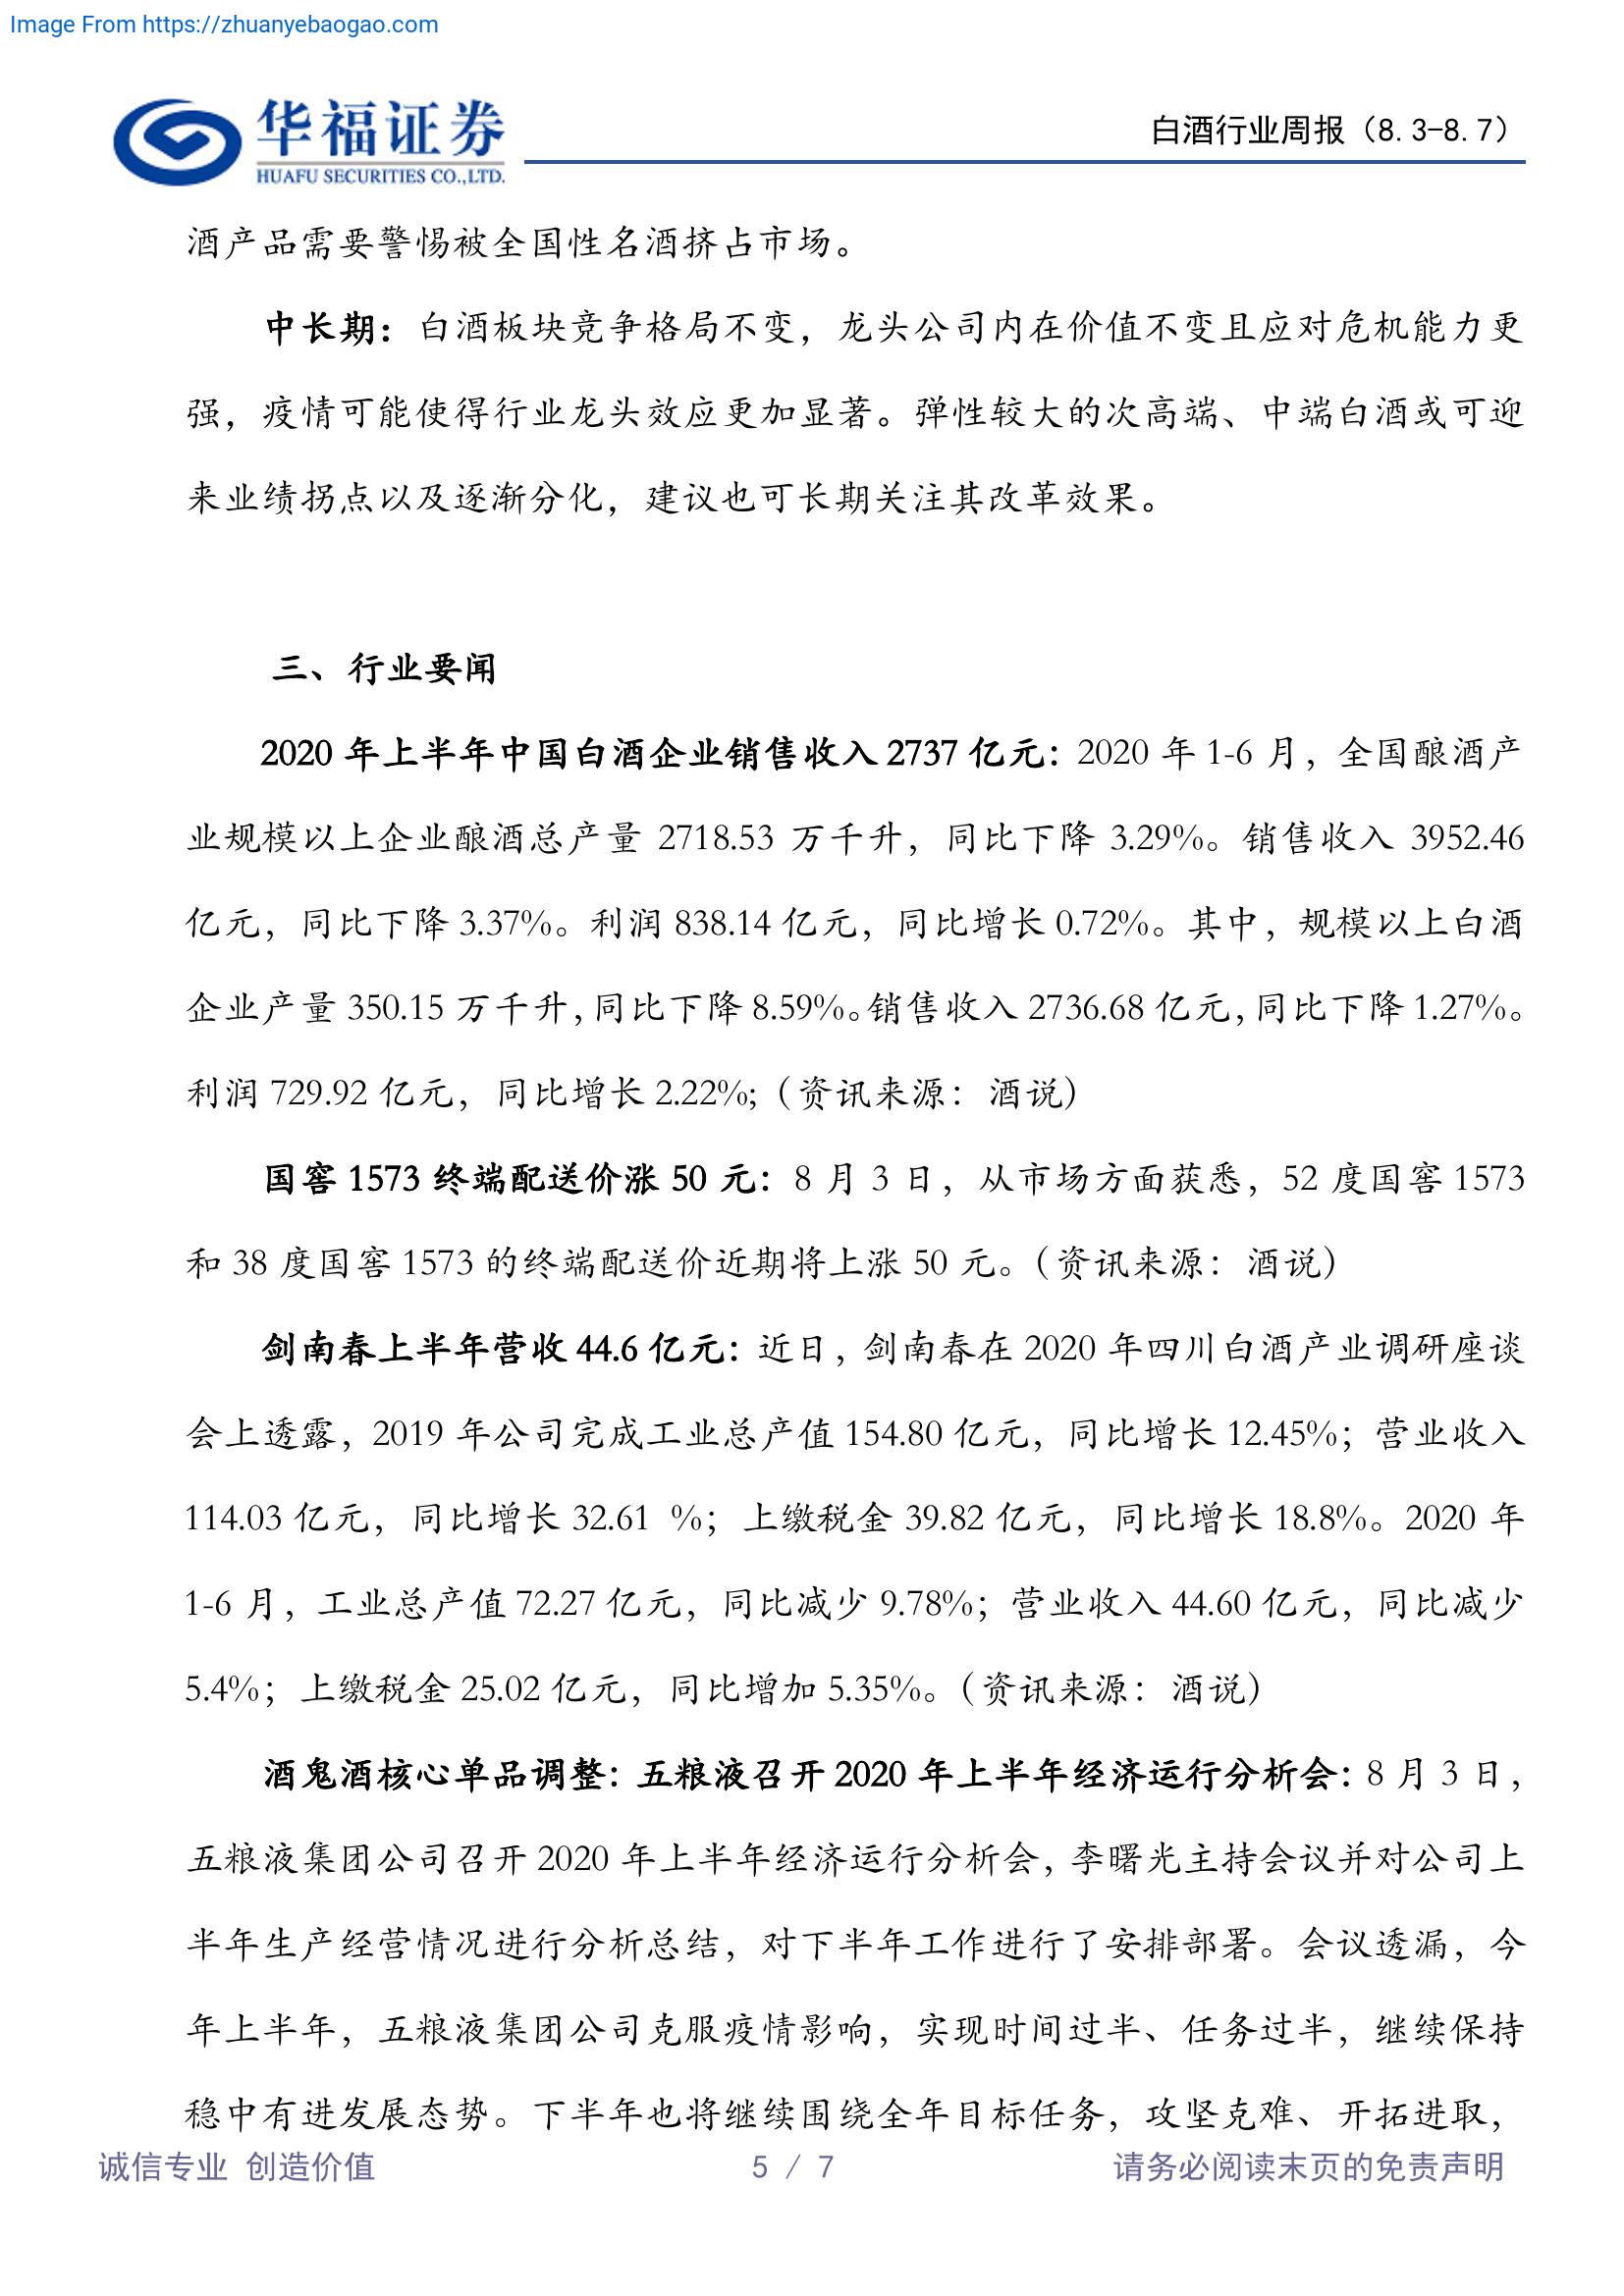 Image From https://zhuanyebaogao.com
华福证券
HUAFU SECURITIES CO.,LTD.
白酒行业周报（8.3-8.7）
酒产品需要警惕被全国性名酒挤占市场。
中长期：白酒板块竞争格局不变，龙头公司内在价值不变且应对危机能力更
强，疫情可能使得行业龙头效应更加显著。弹性较大的次高端、中端白酒或可迎
来业绩拐点以及逐渐分化，建议也可长期关注其改革效果。
三、行业要闻
2020 年上半年中国白酒企业销售收入 2737 亿元：2020 年 1-6 月，全国酿酒产
业规模以上企业酿酒总产量 2718.53 万千升，同比下降 3.29%。销售收入 3952.46
亿元，同比下降 3.37%。利润 838.14 亿元，同比增长 0.72%。其中，规模以上白酒
企业产量 350.15 万千升，同比下降 8.59%。销售收入 2736.68 亿元，同比下降 1.27%。
利润 729.92 亿元，同比增长 2.22%;（资讯来源：酒说）
国窖 1573 终端配送价涨 50 元：8 月 3 日，从市场方面获悉，52 度国窖 1573
和 38 度国窖 1573 的终端配送价近期将上涨 50 元。（资讯来源：酒说）
剑南春上半年营收 44.6 亿元：近日，剑南春在 2020 年四川白酒产业调研座谈
会上透露，2019 年公司完成工业总产值 154.80 亿元，同比增长 12.45%；营业收入
114.03 亿元，同比增长 32.61 %；上缴税金 39.82 亿元，同比增长 18.8%。2020 年
1-6 月，工业总产值 72.27 亿元，同比减少 9.78%；营业收入 44.60 亿元，同比减少
5.4%；上缴税金 25.02 亿元，同比增加 5.35%。（资讯来源：酒说）
酒鬼酒核心单品调整：五粮液召开 2020 年上半年经济运行分析会：8 月 3 日，
五粮液集团公司召开 2020 年上半年经济运行分析会，李曙光主持会议并对公司上
半年生产经营情况进行分析总结，对下半年工作进行了安排部署。会议透漏，今
年上半年，五粮液集团公司克服疫情影响，实现时间过半、任务过半，继续保持
稳中有进发展态势。下半年也将继续围绕全年目标任务，攻坚克难、开拓进取，
诚信专业 创造价值
5 / 7
请务必阅读末页的免责声明